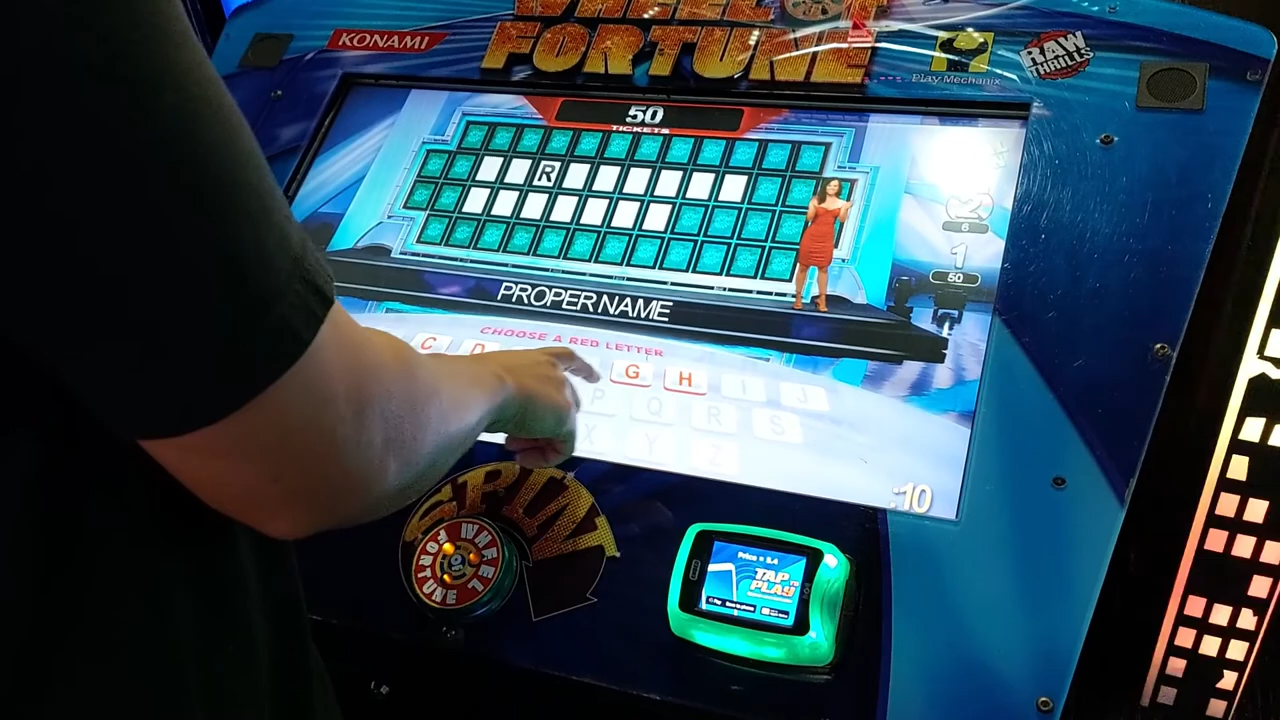 WHEEL OF
FORTUNE
KONAMI
Play Mechanix
RAW
THRILLS
50
TICKETS
R
2
6
1
50
PROPER NAME
CHOOSE A RED LETTER
C D G H I J
P Q R S
X Y Z
:10
SPIN
WHEEL
OF
FORTUNE
TAP
TO
PLAY